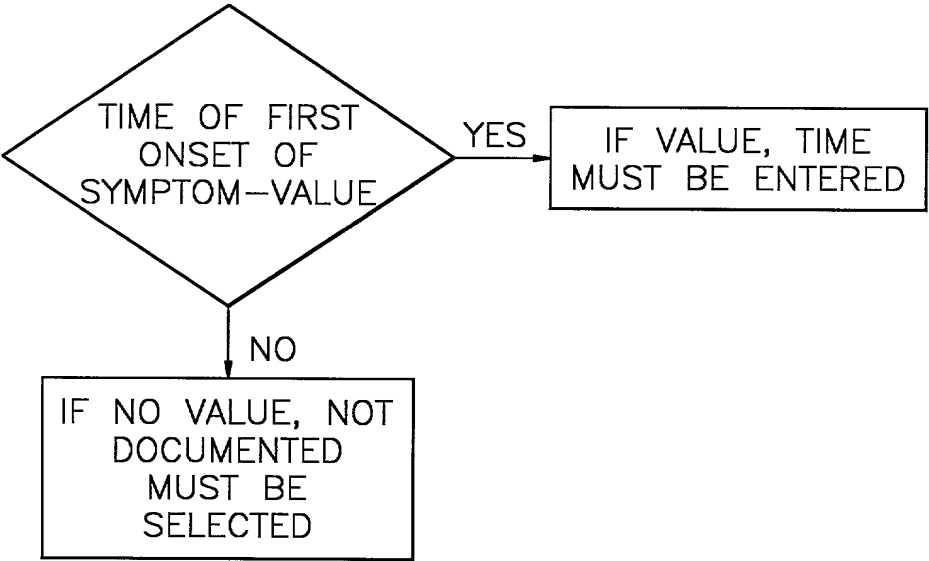 TIME OF FIRST
ONSET OF
SYMPTOM–VALUE
YES
IF VALUE, TIME
MUST BE ENTERED
NO
IF NO VALUE, NOT
DOCUMENTED
MUST BE
SELECTED